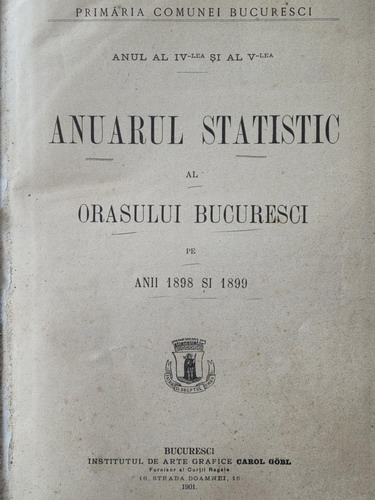 PRIMĂRIA COMUNEI BUCURESCI
ANUL AL IV-LEA ȘI AL V-LEA
ANUARUL STATISTIC
AL
ORASULUI BUCURESCI
PE
ANII 1898 ȘI 1899
BUCURESCI
INSTITUTUL DE ARTE GRAFICE CAROL GÖBL
Furnisor al Curții Regale
16, STRADA DOAMNEI, 16
1901.